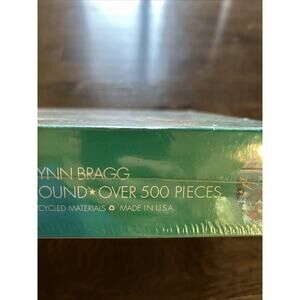 YNN BRAGG
OUND★OVER 500 PIECES
CYCLED MATERIALS ♻ MADE IN U.S.A.